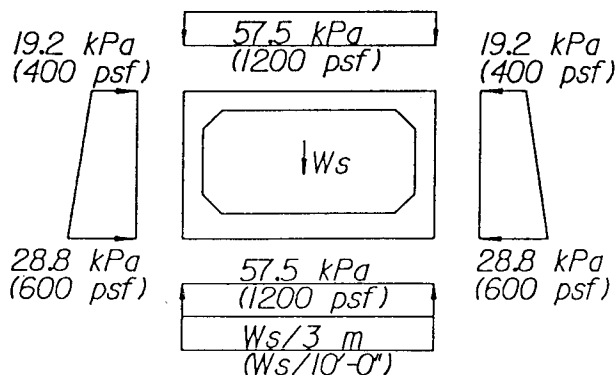 19.2 kPa
(400 psf)
57.5 kPa
(1200 psf)
19.2 kPa
(400 psf)
Ws
28.8 kPa
(600 psf)
57.5 kPa
(1200 psf)
28.8 kPa
(600 psf)
Ws/3 m
(Ws/10'-0")